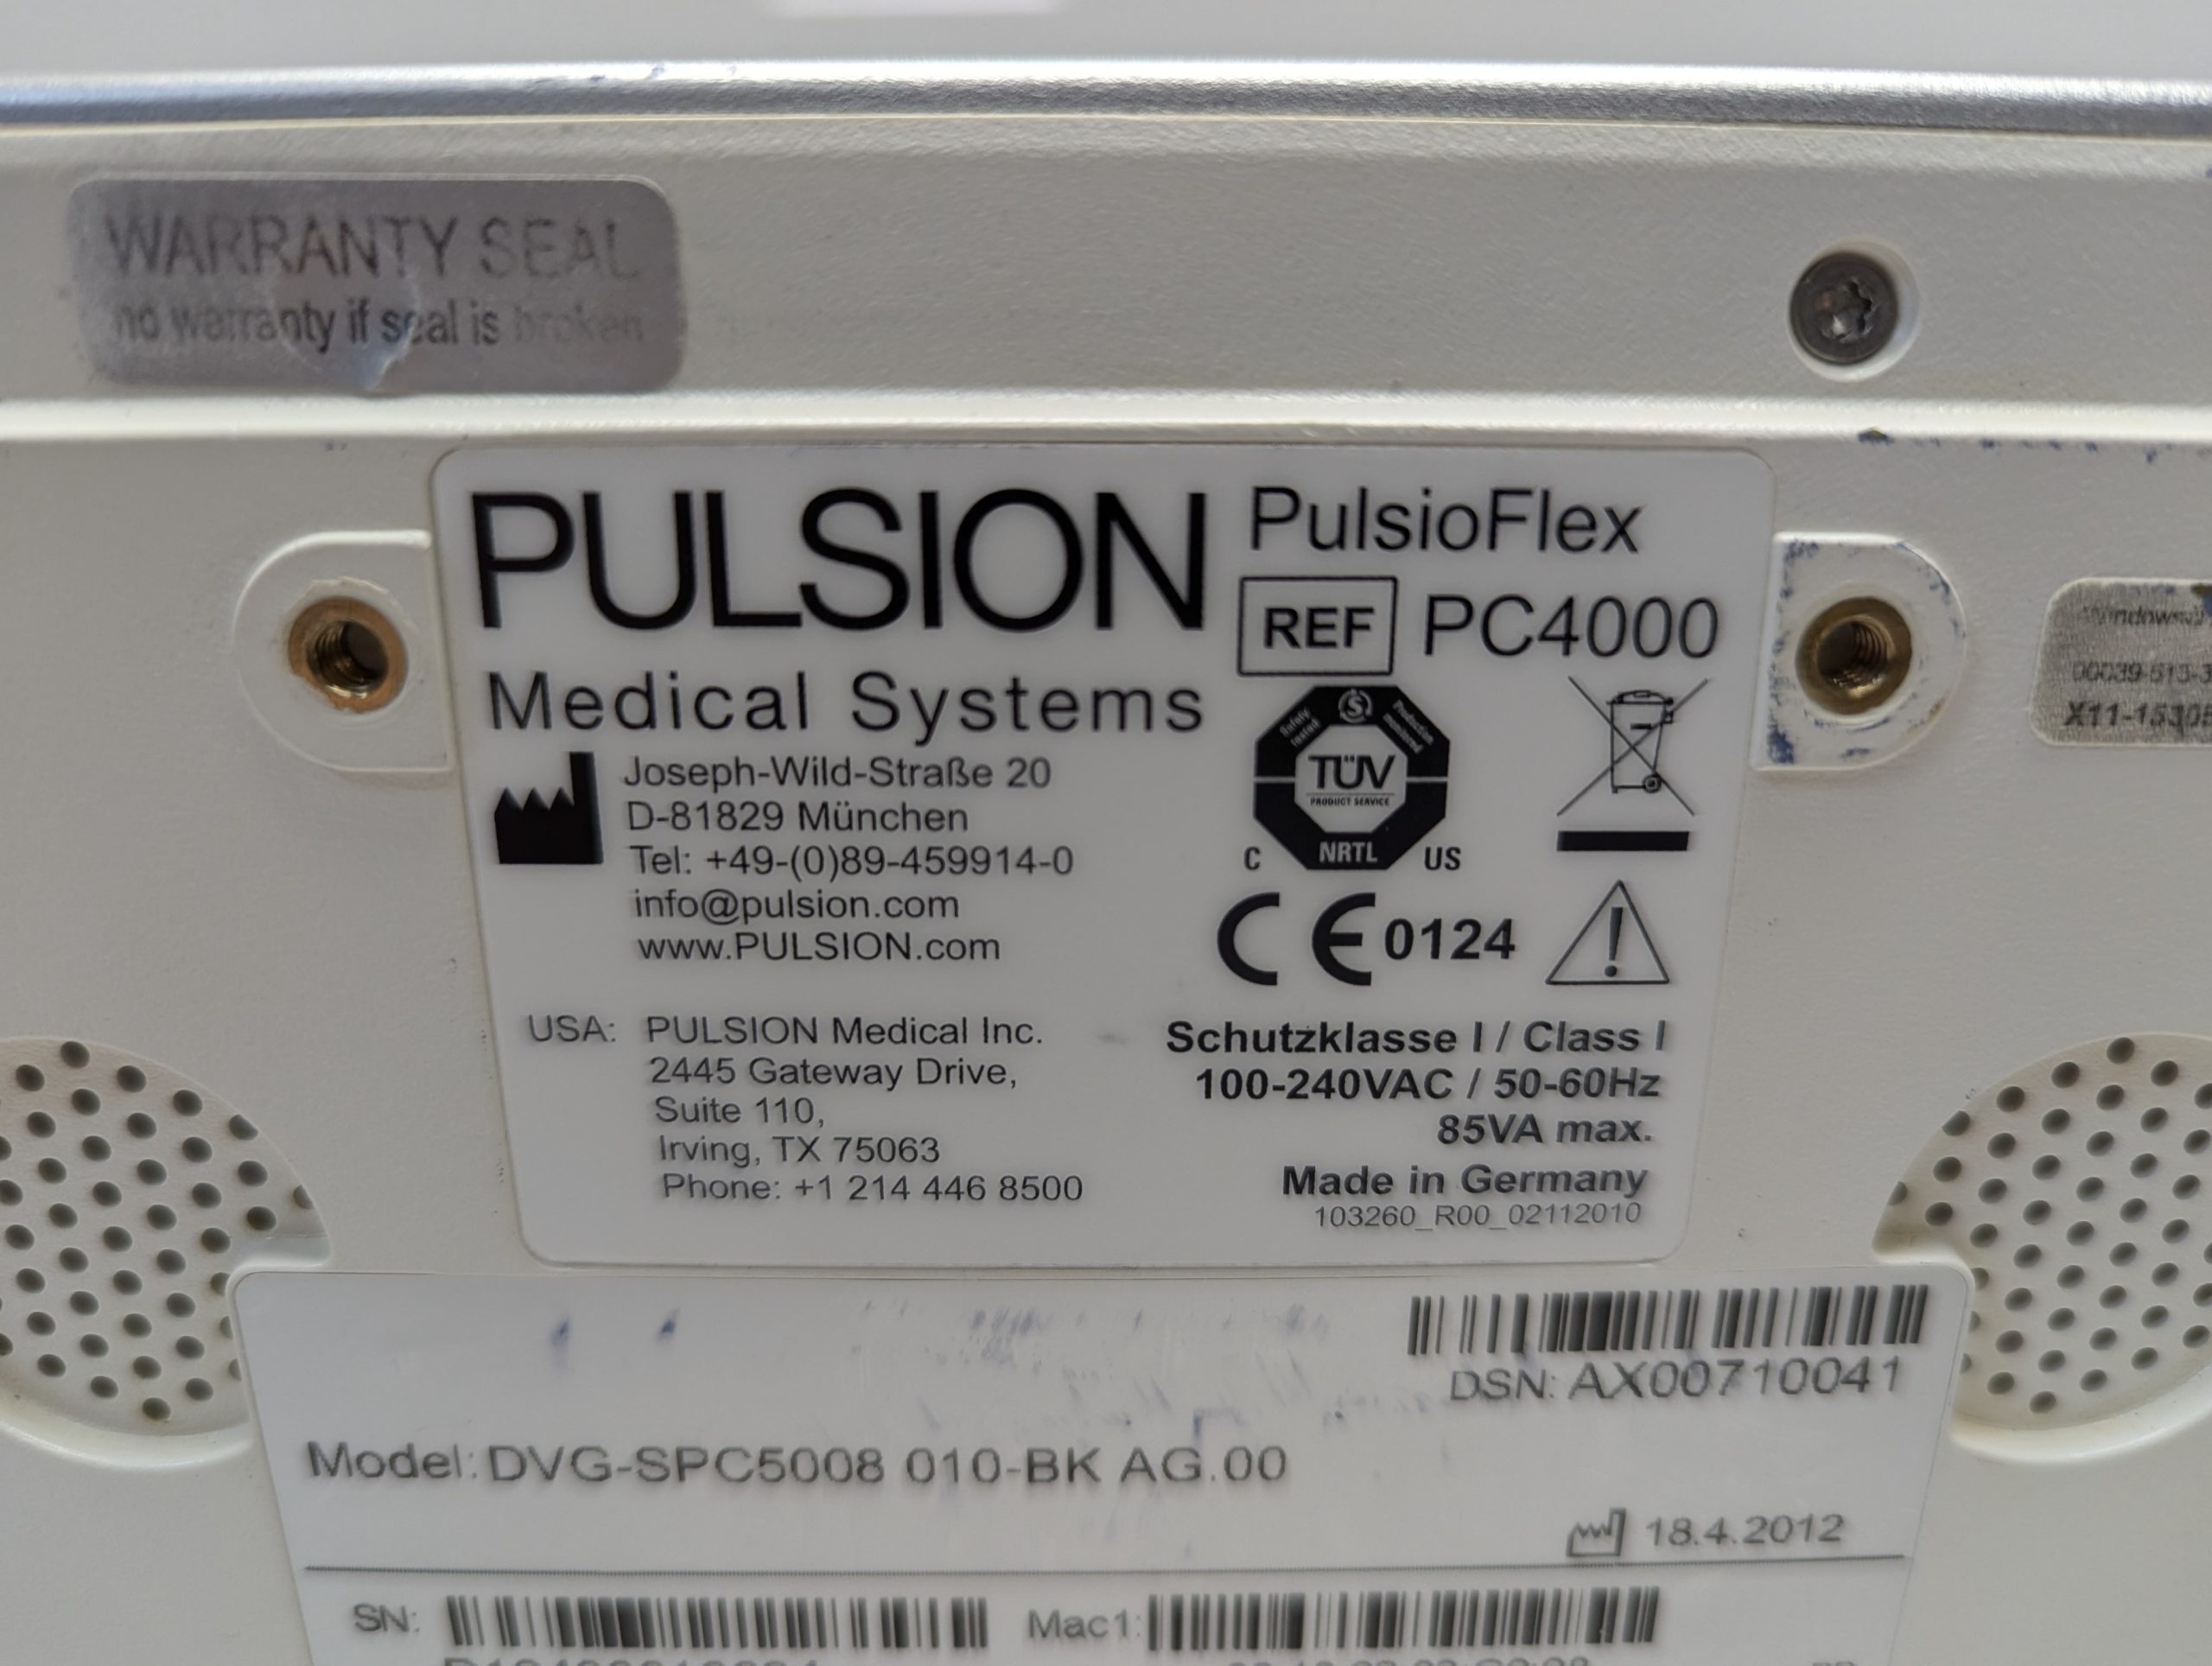 WARRANTY SEAL
no warranty if seal is broken
PULSION
Medical Systems
PulsioFlex
REF PC4000
Joseph-Wild-Straße 20
D-81829 München
Tel: +49-(0)89-459914-0
info@pulsion.com
www.PULSION.com
Safety tested
Production monitored
TÜV
PRODUCT SERVICE
C NRTL US
CE 0124
USA: PULSION Medical Inc.
2445 Gateway Drive,
Suite 110,
Irving, TX 75063
Phone: +1 214 446 8500
Schutzklasse I / Class I
100-240VAC / 50-60Hz
85VA max.
Made in Germany
103260_R00_02112010
DSN: AX00710041
Model: DVG-SPC5008 010-BK AG.00
18.4.2012
SN:
Mac1: